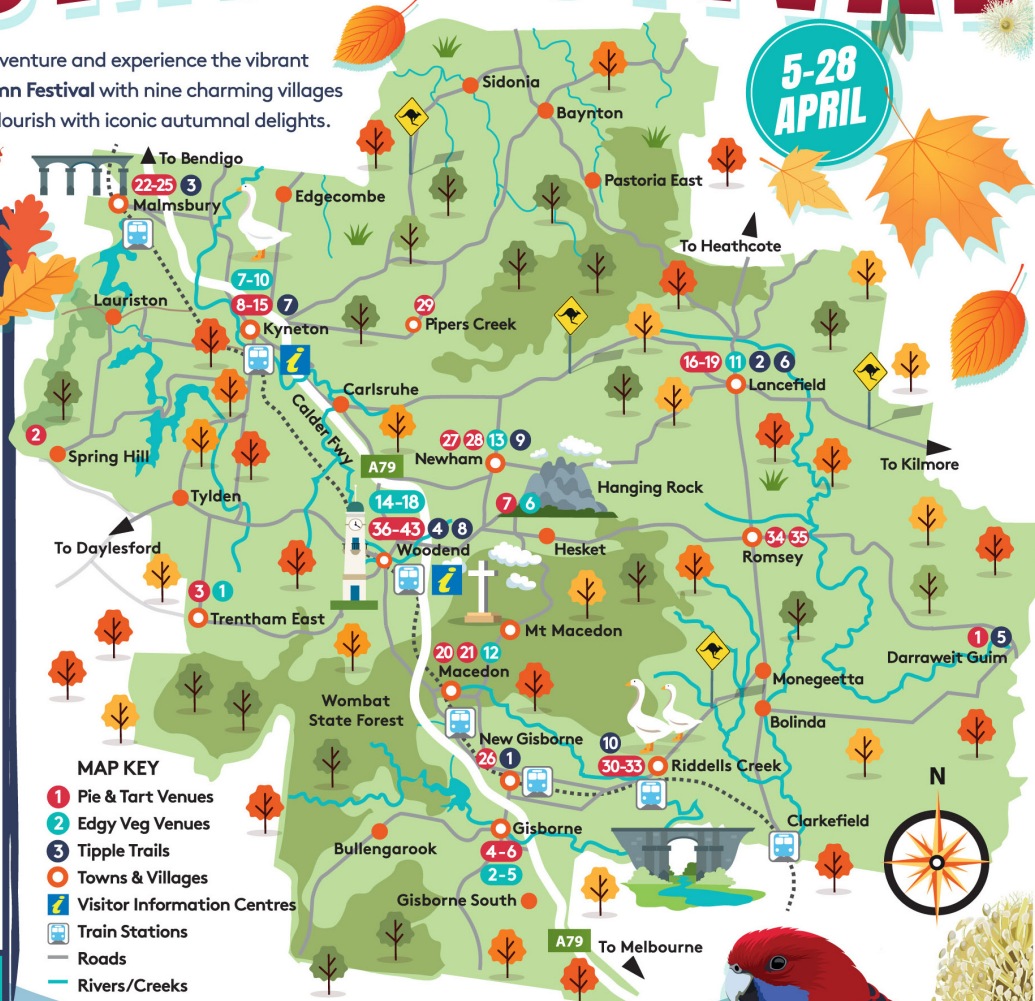 venture and experience the vibrant
mn Festival with nine charming villages
lourish with iconic autumnal delights.
5-28
APRIL
To Bendigo
22-25 3
Malmsbury
Edgecombe
Sidonia
Baynton
Pastoria East
To Heathcote
7-10
8-15 7
Kyneton
Lauriston
29
Pipers Creek
16-19 11 2 6
Lancefield
Carlsruhe
Calder Fwy
2
Spring Hill
27 28 13 9
Newham
A79
To Kilmore
Hanging Rock
7 6
Tylden
14-18
36-43 4 8
Woodend
Hesket
34 35
Romsey
To Daylesford
3 1
Trentham East
Mt Macedon
1 5
Darraweit Guim
20 21 12
Macedon
Monegeetta
Wombat
State Forest
Bolinda
New Gisborne
26 1
10
30-33
Riddells Creek
N
MAP KEY
1 Pie & Tart Venues
2 Edgy Veg Venues
3 Tipple Trails
Towns & Villages
i Visitor Information Centres
Train Stations
Roads
Rivers/Creeks
Gisborne
4-6
2-5
Bullengarook
Clarkefield
Gisborne South
A79
To Melbourne